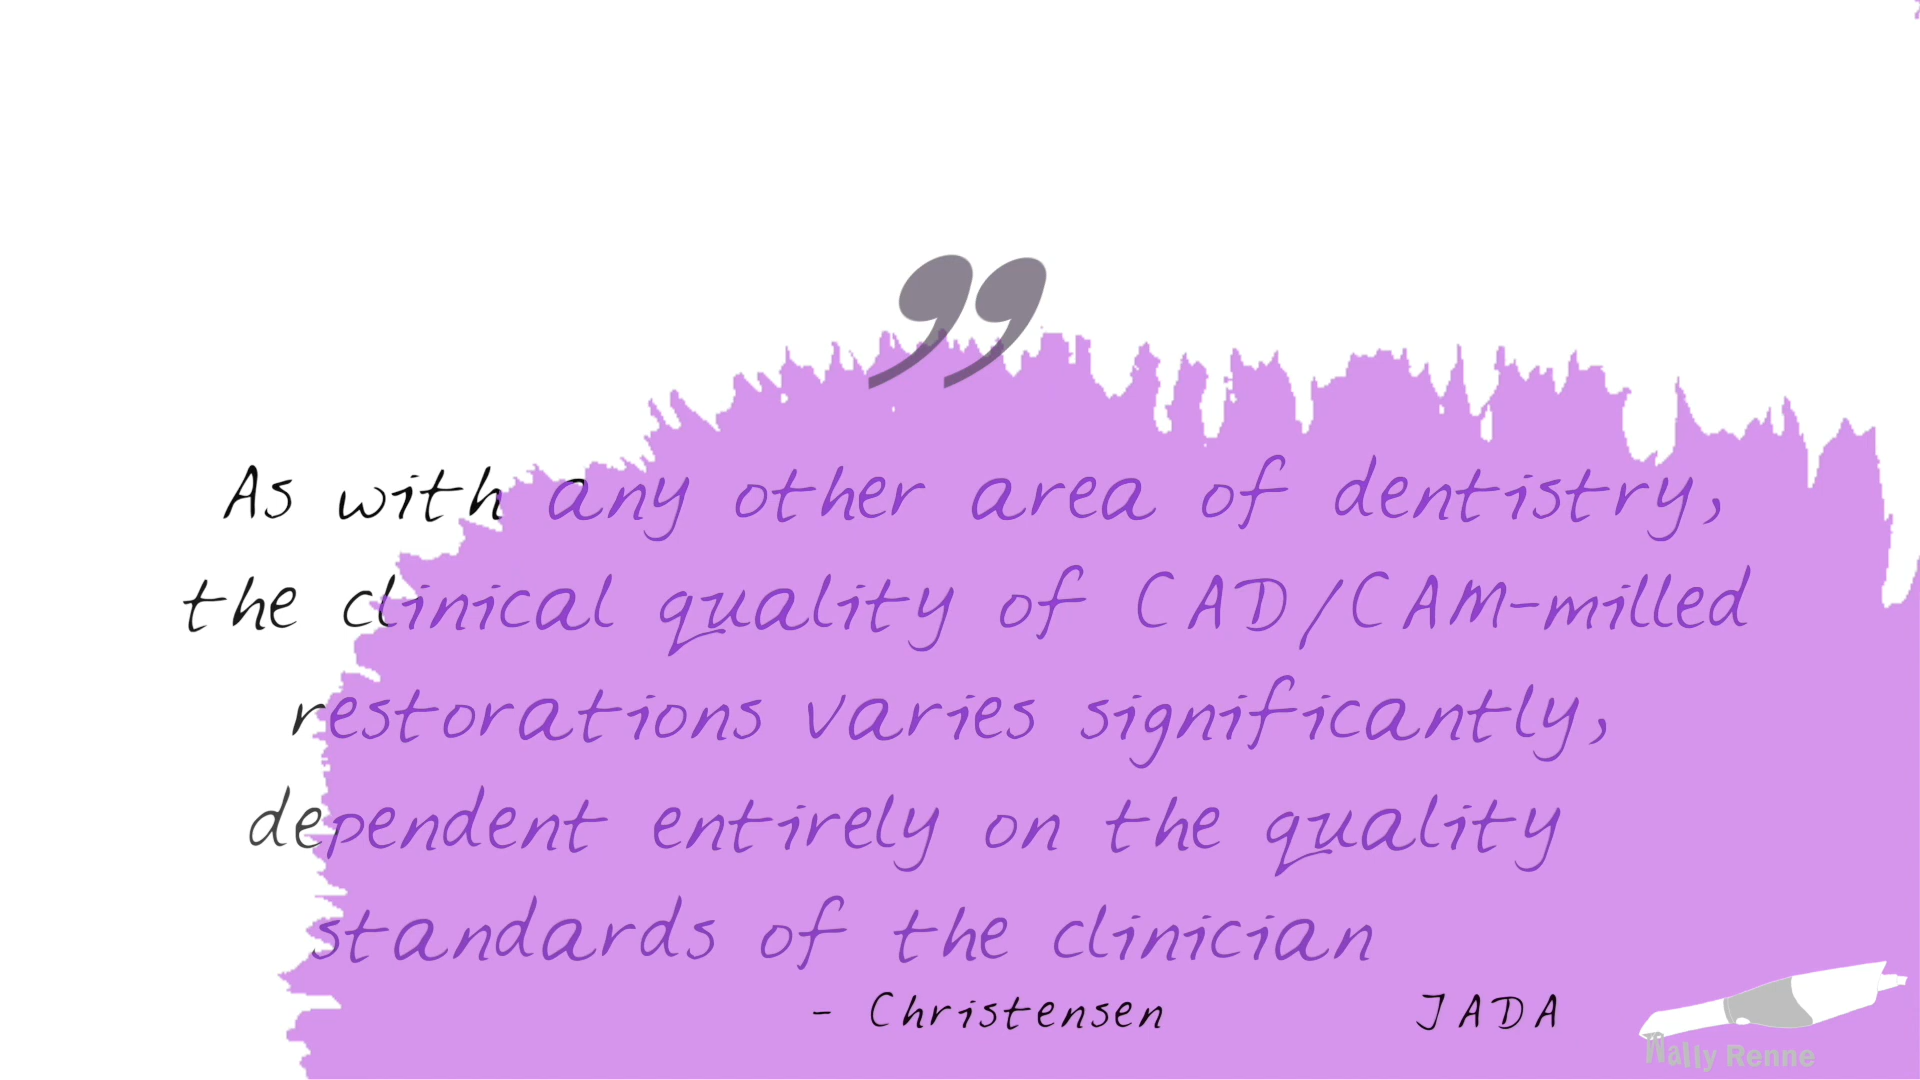 ”
As with any other area of dentistry,
the clinical quality of CAD/CAM-milled
restorations varies significantly,
dependent entirely on the quality
standards of the clinician
- Christensen JADA
Wally Renne